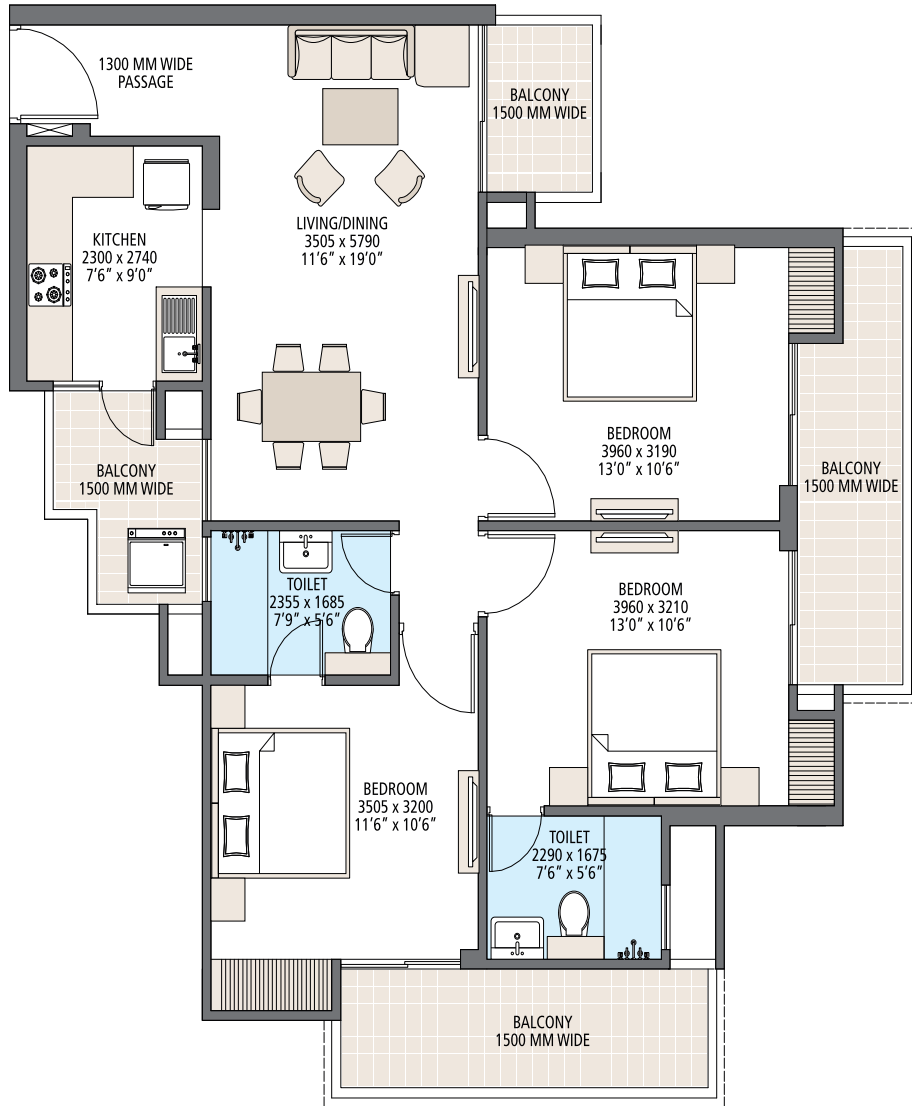 1300 MM WIDE
PASSAGE
BALCONY
1500 MM WIDE
LIVING/DINING
3505 x 5790
11'6" x 19'0"
KITCHEN
2300 x 2740
7'6" x 9'0"
BEDROOM
3960 x 3190
13'0" x 10'6"
BALCONY
1500 MM WIDE
BALCONY
1500 MM WIDE
TOILET
2355 x 1685
7'9" x 5'6"
BEDROOM
3960 x 3210
13'0" x 10'6"
BEDROOM
3505 x 3200
11'6" x 10'6"
TOILET
2290 x 1675
7'6" x 5'6"
BALCONY
1500 MM WIDE